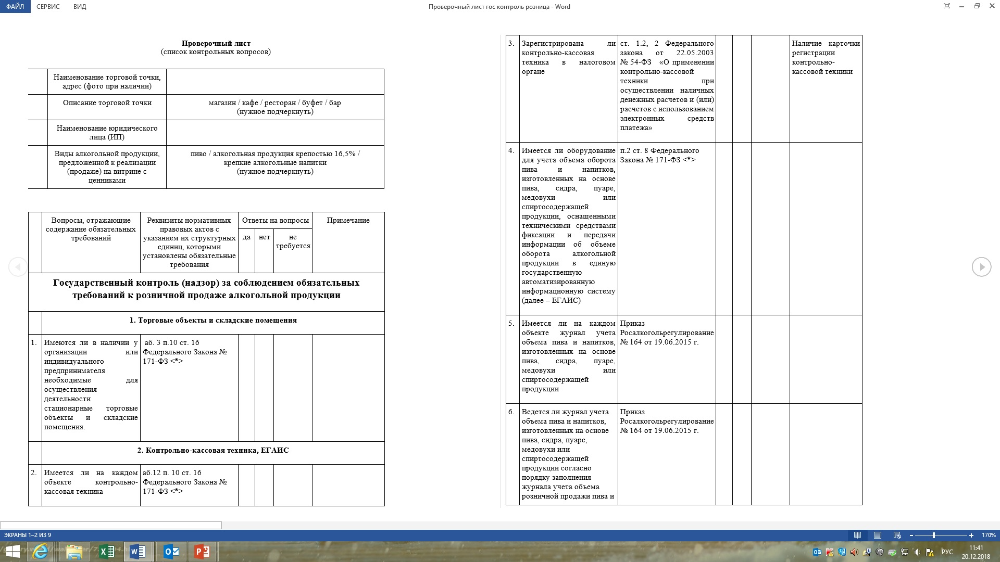 ФАЙЛ СЕРВИС ВИД
Проверочный лист гос контроль розница - Word
Проверочный лист
(список контрольных вопросов)
Наименование торговой точки,
адрес (фото при наличии)
Описание торговой точки
магазин / кафе / ресторан / буфет / бар
(нужное подчеркнуть)
Наименование юридического
лица (ИП)
Виды алкогольной продукции,
предложенной к реализации
(продаже) на витрине с
ценниками
пиво / алкогольная продукция крепостью 16,5% /
крепкие алкогольные напитки
(нужное подчеркнуть)
Вопросы, отражающие
содержание обязательных
требований
Реквизиты нормативных
правовых актов с
указанием их структурных
единиц, которыми
установлены обязательные
требования
Ответы на вопросы
да
нет
не
требуется
Примечание
Государственный контроль (надзор) за соблюдением обязательных
требований к розничной продаже алкогольной продукции
1. Торговые объекты и складские помещения
1.
Имеются ли в наличии у
организации или
индивидуального
предпринимателя
необходимые для
осуществления
деятельности
стационарные торговые
объекты и складские
помещения.
аб. 3 п.10 ст. 16
Федерального Закона №
171-ФЗ <*>
2. Контрольно-кассовая техника, ЕГАИС
2.
Имеется ли на каждом
объекте контрольно-
кассовая техника
аб.12 п. 10 ст. 16
Федерального Закона №
171-ФЗ <*>
3.
Зарегистрирована ли
контрольно-кассовая
техника в налоговом
органе
ст. 1.2, 2 Федерального
закона от 22.05.2003
№ 54-ФЗ «О применении
контрольно-кассовой
техники при
осуществлении наличных
денежных расчетов и (или)
расчетов с использованием
электронных средств
платежа»
Наличие карточки
регистрации
контрольно-
кассовой техники
4.
Имеется ли оборудование
для учета объема оборота
пива и напитков,
изготовленных на основе
пива, сидра, пуаре,
медовухи или
спиртосодержащей
продукции, оснащенными
техническими средствами
фиксации и передачи
информации об объеме
оборота алкогольной
продукции в единую
государственную
автоматизированную
информационную систему
(далее – ЕГАИС)
п.2 ст. 8 Федерального
Закона № 171-ФЗ <*>
5.
Имеется ли на каждом
объекте журнал учета
объема пива и напитков,
изготовленных на основе
пива, сидра, пуаре,
медовухи или
спиртосодержащей
продукции
Приказ
Росалкогольрегулирование
№ 164 от 19.06.2015 г.
6.
Ведется ли журнал учета
объема пива и напитков,
изготовленных на основе
пива, сидра, пуаре,
медовухи или
спиртосодержащей
продукции согласно
порядку заполнения
журнала учета объема
розничной продажи пива и
Приказ
Росалкогольрегулирование
№ 164 от 19.06.2015 г.
ЭКРАНЫ 1–2 ИЗ 9
170%
РУС
11:41
20.12.2018